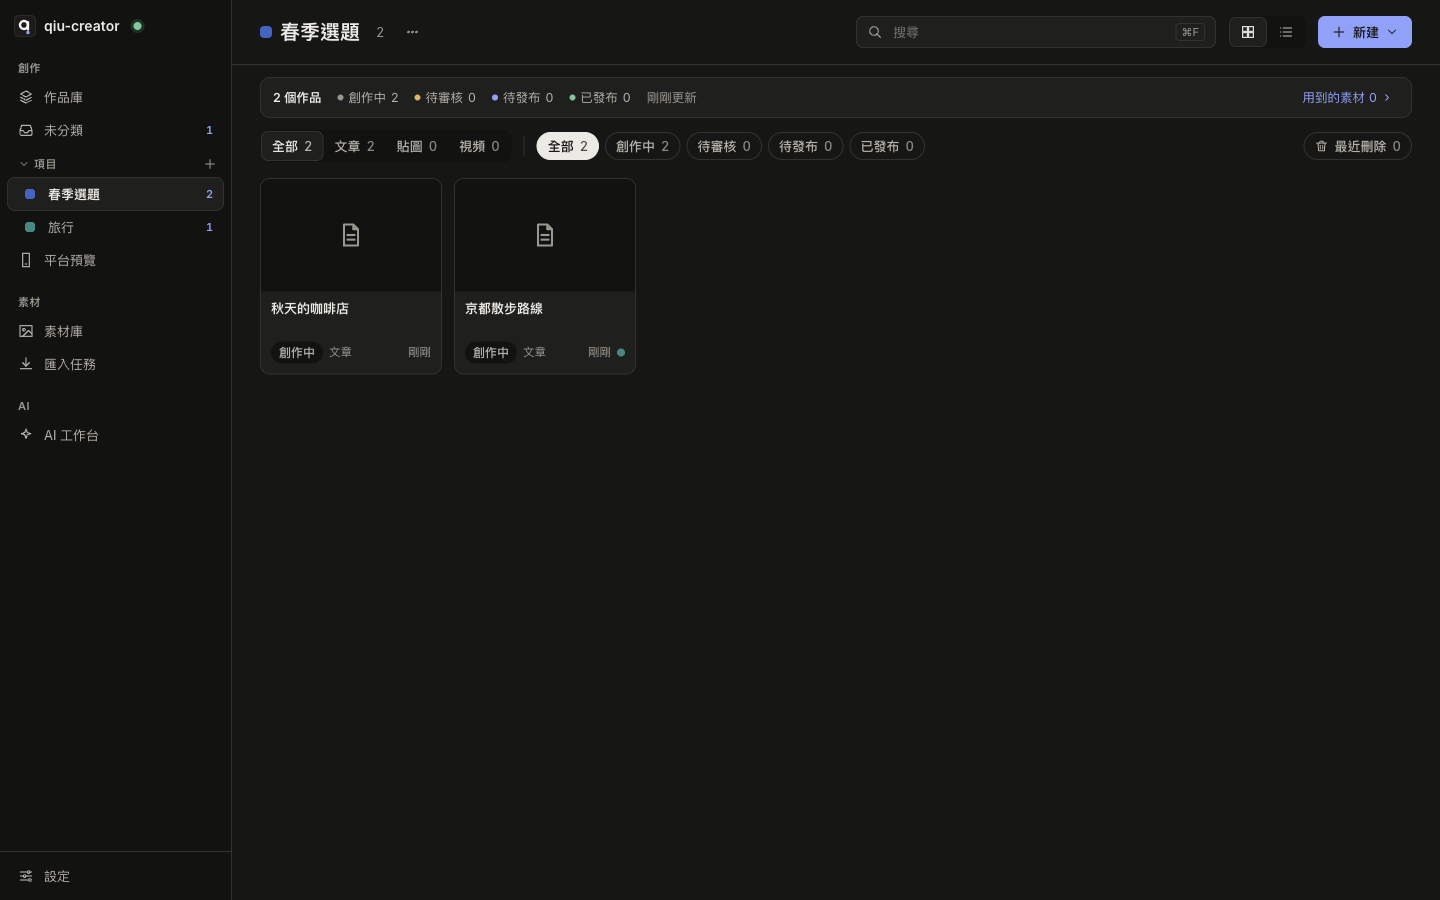 qiu-creator
創作
作品庫
未分類 1
項目
春季選題 2
旅行 1
平台預覽
素材
素材庫
匯入任務
AI
AI 工作台
設定
春季選題 2
搜尋 ⌘F
新建
2 個作品 創作中 2 待審核 0 待發布 0 已發布 0 剛剛更新 用到的素材 0
全部 2 文章 2 貼圖 0 視頻 0 全部 2 創作中 2 待審核 0 待發布 0 已發布 0 最近刪除 0
秋天的咖啡店
創作中 文章 剛剛
京都散步路線
創作中 文章 剛剛